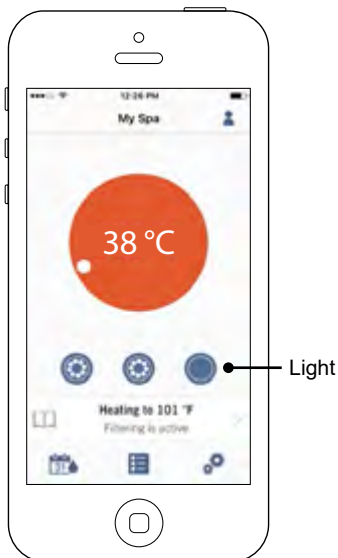 12:26 PM
My Spa
38 °C
Light
Heating to 101 °F
Filtering is active